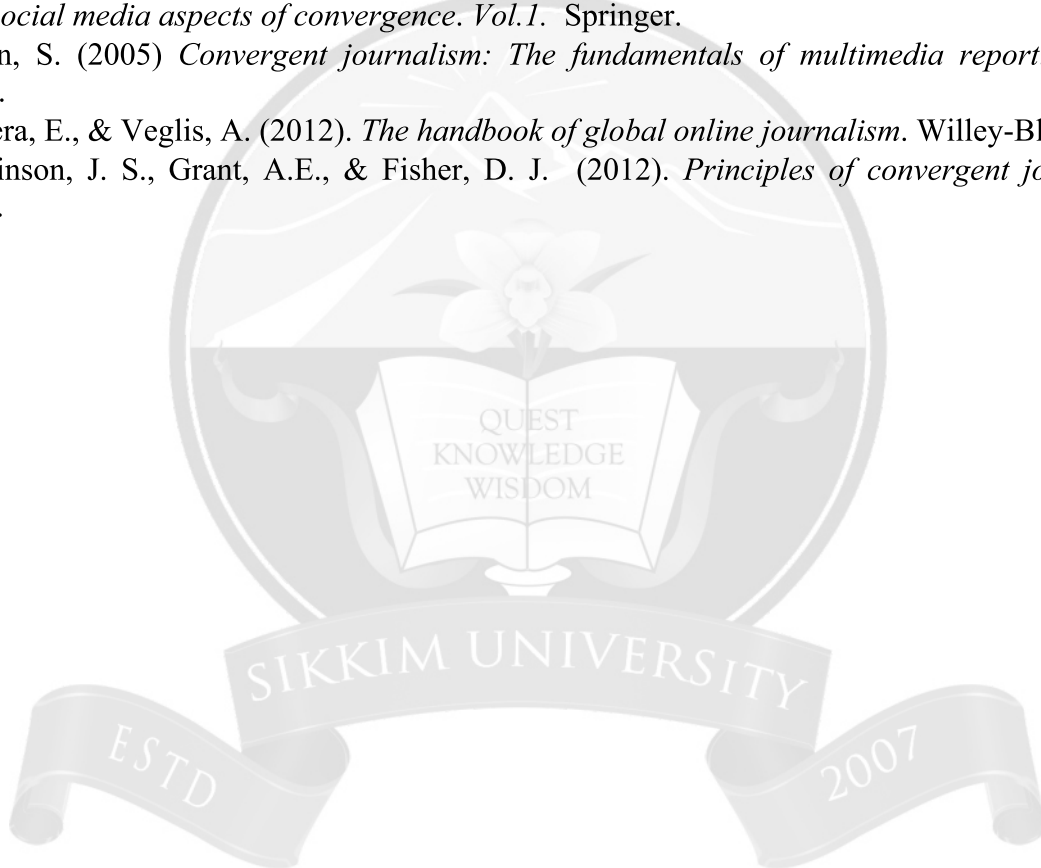 ocial media aspects of convergence. Vol.1. Springer.
n, S. (2005) Convergent journalism: The fundamentals of multimedia report
.
era, E., & Veglis, A. (2012). The handbook of global online journalism. Willey-Bl
inson, J. S., Grant, A.E., & Fisher, D. J. (2012). Principles of convergent jo
.
QUEST
KNOWLEDGE
WISDOM
SIKKIM UNIVERSITY
ESTD 2007